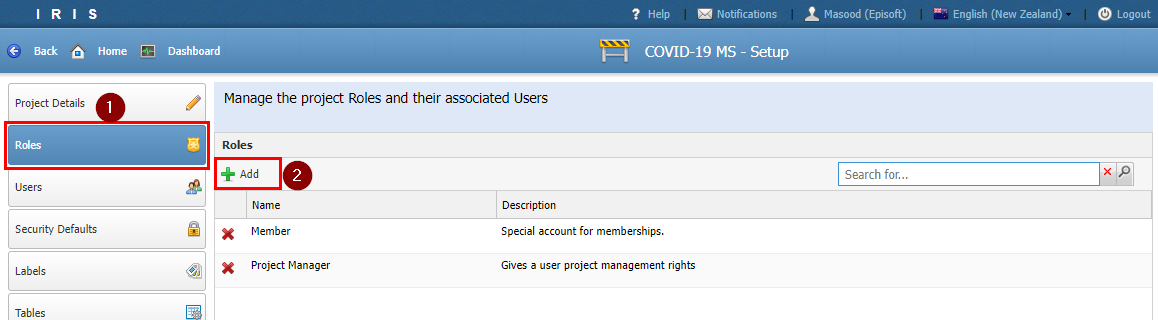 I R I S
? Help | Notifications | Masood (Episoft) | English (New Zealand) | Logout
Back Home Dashboard
COVID-19 MS - Setup
Project Details
1
Roles
Users
Security Defaults
Labels
Tables
Manage the project Roles and their associated Users
Roles
Add
2
Search for...
Name Description
Member Special account for memberships.
Project Manager Gives a user project management rights